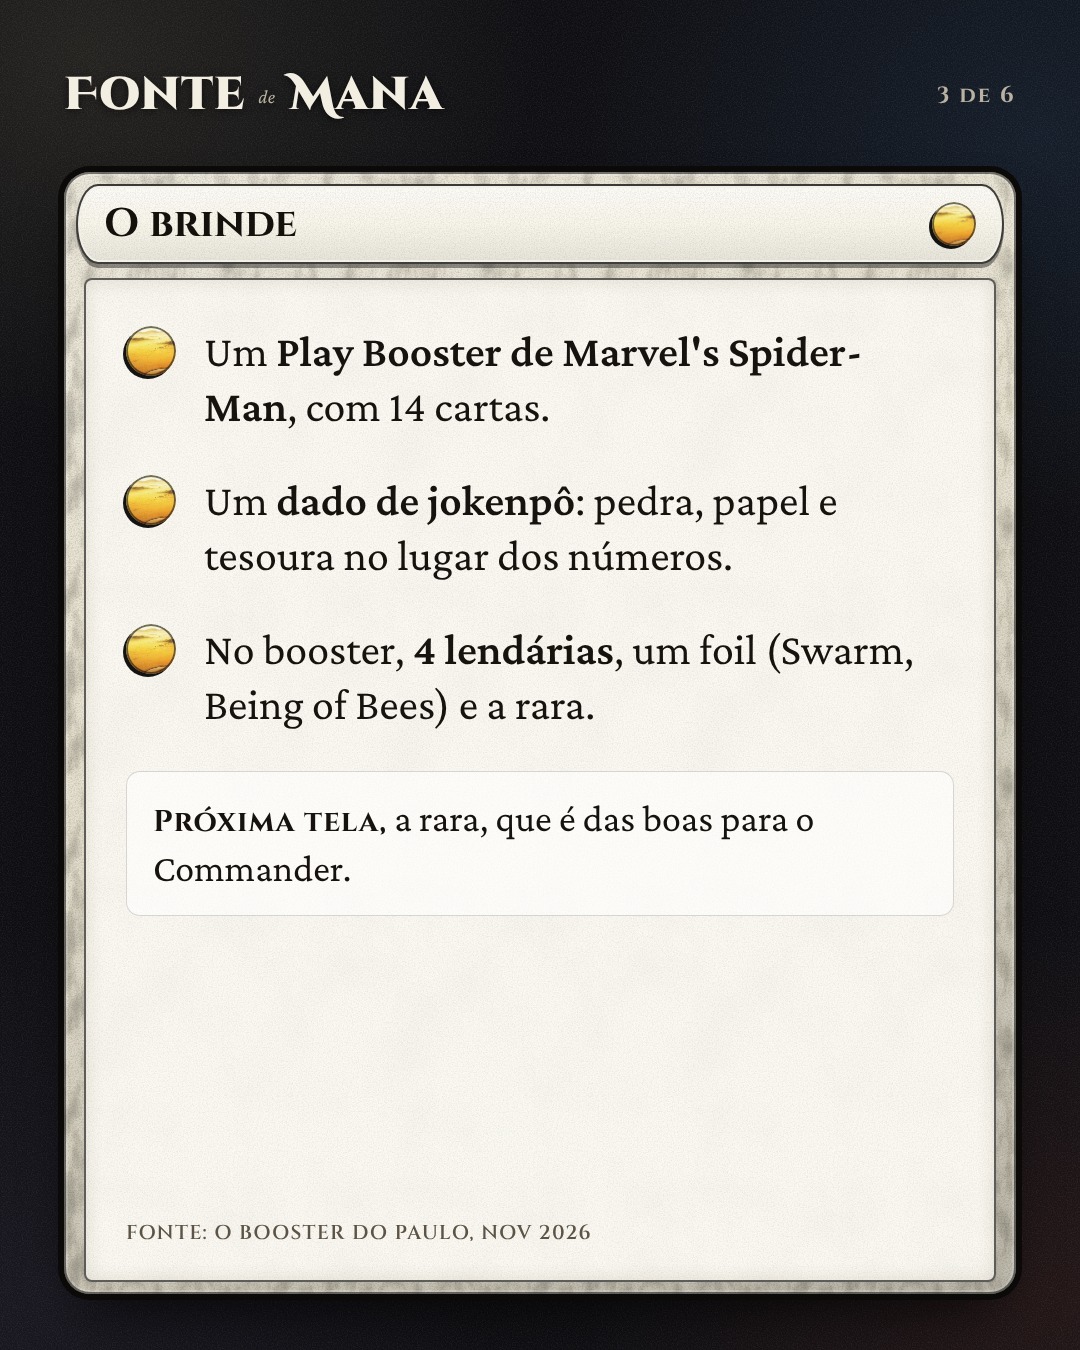 Fonte de Mana
3 de 6
O brinde
Um Play Booster de Marvel's Spider-
Man, com 14 cartas.
Um dado de jokenpô: pedra, papel e
tesoura no lugar dos números.
No booster, 4 lendárias, um foil (Swarm,
Being of Bees) e a rara.
Próxima tela, a rara, que é das boas para o
Commander.
FONTE: O BOOSTER DO PAULO, NOV 2026